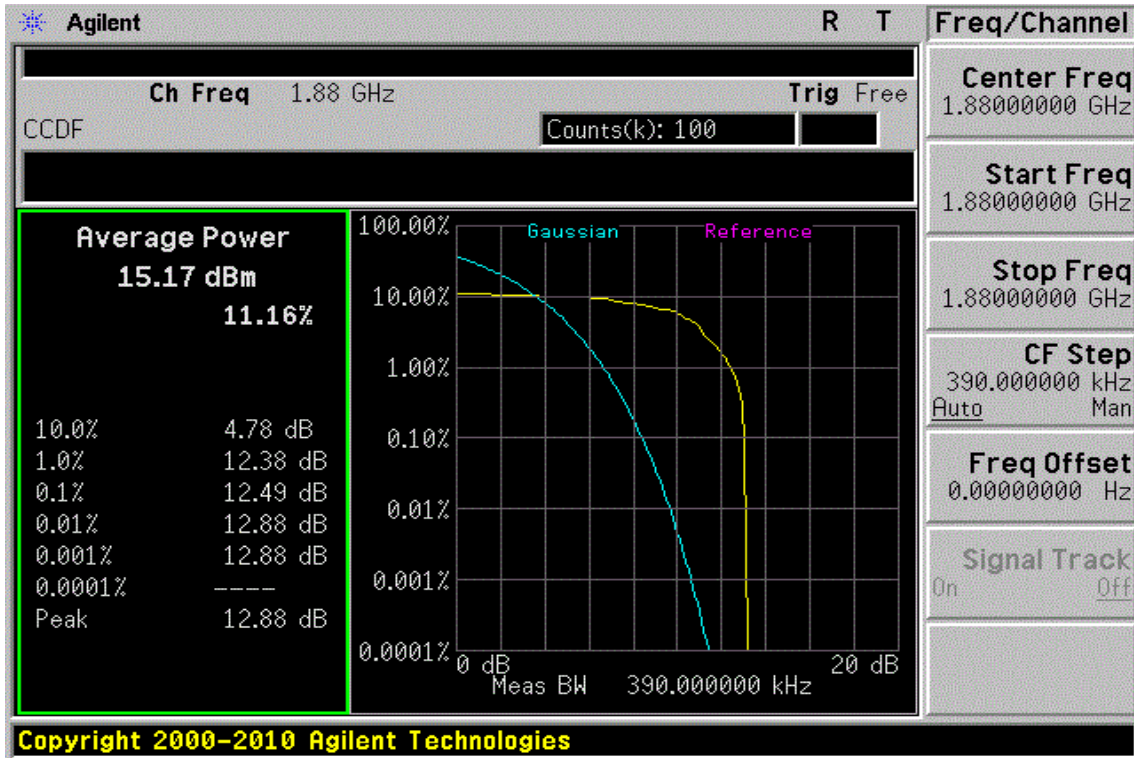 Agilent R T
Ch Freq 1.88 GHz Trig Free
CCDF Counts(k): 100
Average Power
15.17 dBm
11.16%
10.0% 4.78 dB
1.0% 12.38 dB
0.1% 12.49 dB
0.01% 12.88 dB
0.001% 12.88 dB
0.0001% ----
Peak 12.88 dB
Gaussian Reference
100.00%
10.00%
1.00%
0.10%
0.01%
0.001%
0.0001%
0 dB 20 dB
Meas BW 390.000000 kHz
Freq/Channel
Center Freq
1.88000000 GHz
Start Freq
1.88000000 GHz
Stop Freq
1.88000000 GHz
CF Step
390.000000 kHz
Auto Man
Freq Offset
0.00000000 Hz
Signal Track
On Off
Copyright 2000-2010 Agilent Technologies